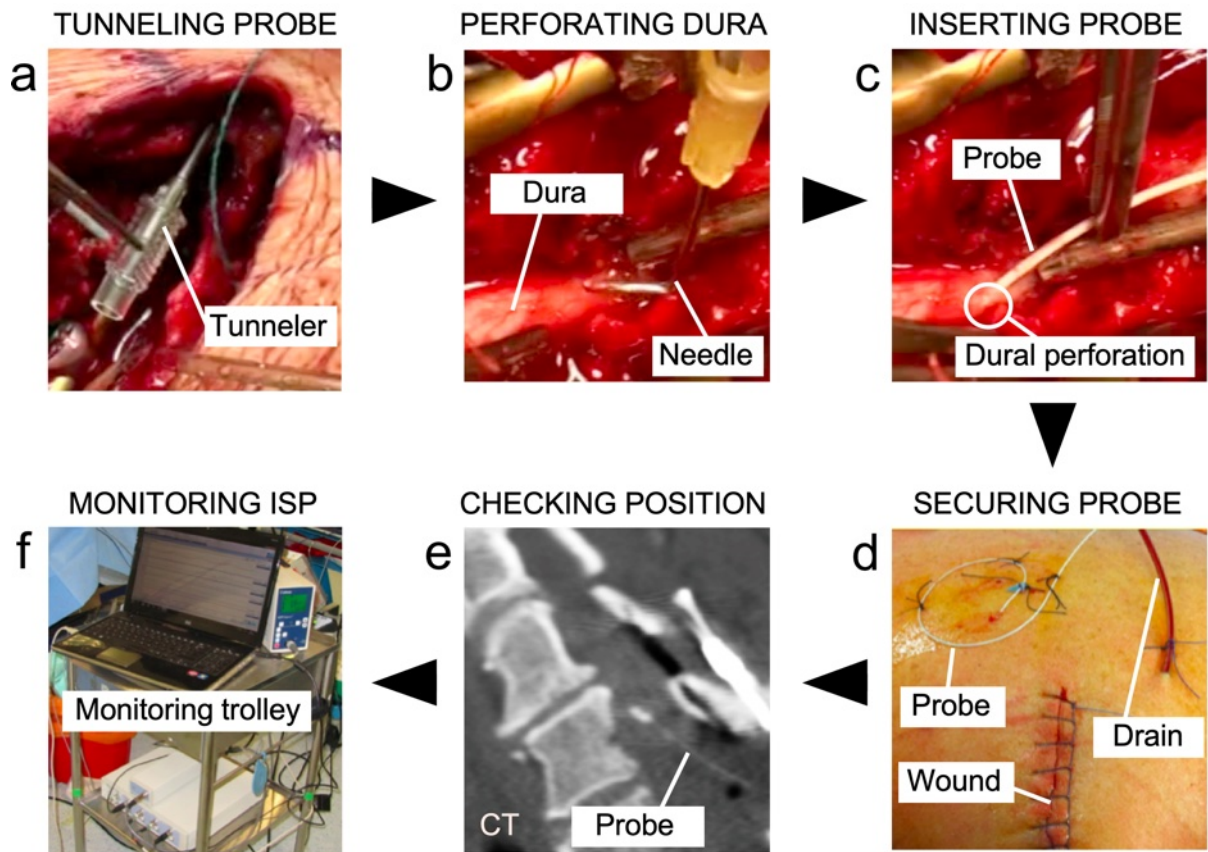 TUNNELING PROBE
a
Tunneler
PERFORATING DURA
b
Dura
Needle
INSERTING PROBE
c
Probe
Dural perforation
SECURING PROBE
d
Probe
Drain
Wound
CHECKING POSITION
e
Probe
CT
MONITORING ISP
f
Monitoring trolley